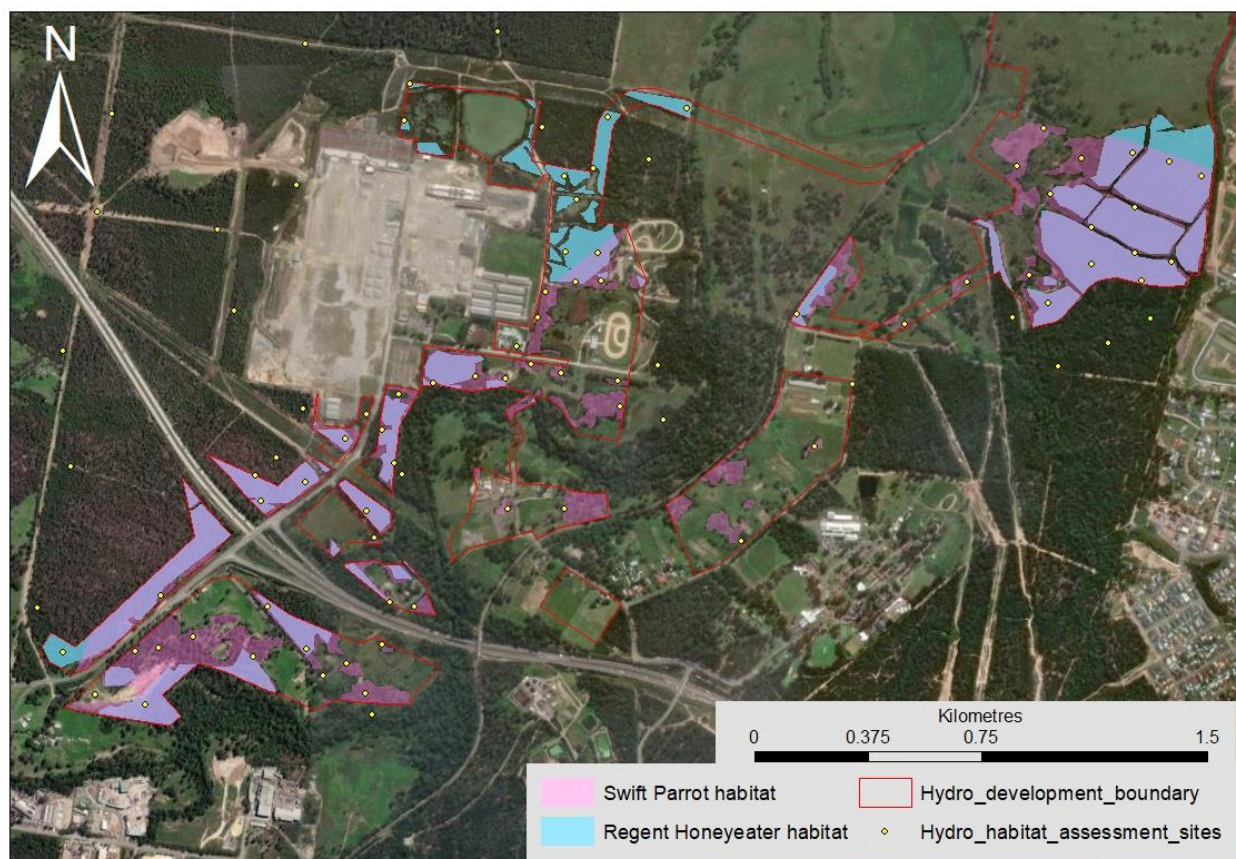 N
Kilometres
0 0.375 0.75 1.5
Swift Parrot habitat Hydro_development_boundary
Regent Honeyeater habitat Hydro_habitat_assessment_sites